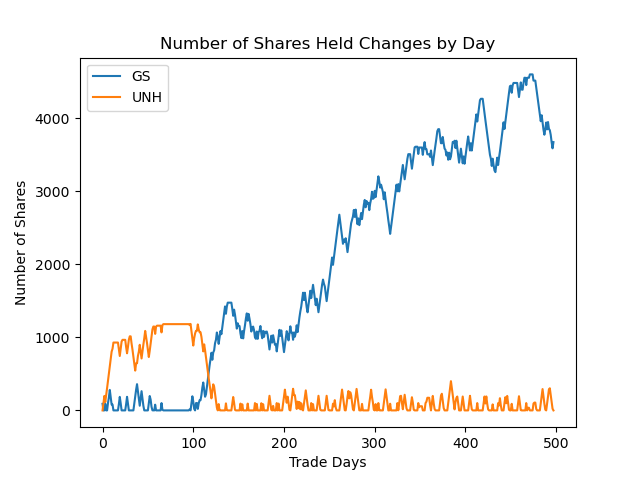 Number of Shares Held Changes by Day
GS
UNH
4000
3000
2000
1000
0
Number of Shares
0 100 200 300 400 500
Trade Days